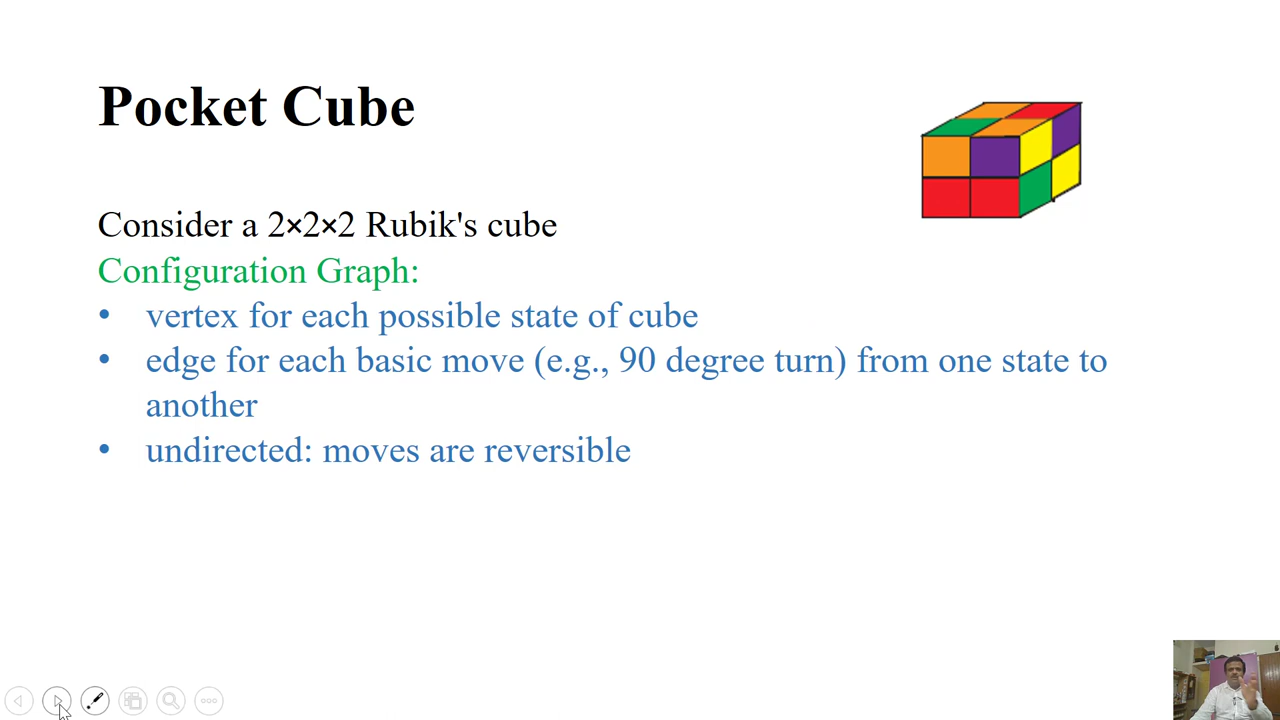 Pocket Cube
Consider a 2×2×2 Rubik's cube
Configuration Graph:
• vertex for each possible state of cube
• edge for each basic move (e.g., 90 degree turn) from one state to
another
• undirected: moves are reversible